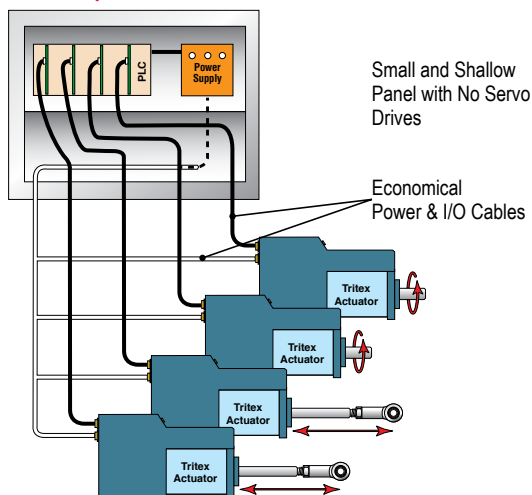 PLC
Power
Supply
Small and Shallow
Panel with No Servo
Drives
Economical
Power & I/O Cables
Tritex
Actuator
Tritex
Actuator
Tritex
Actuator
Tritex
Actuator